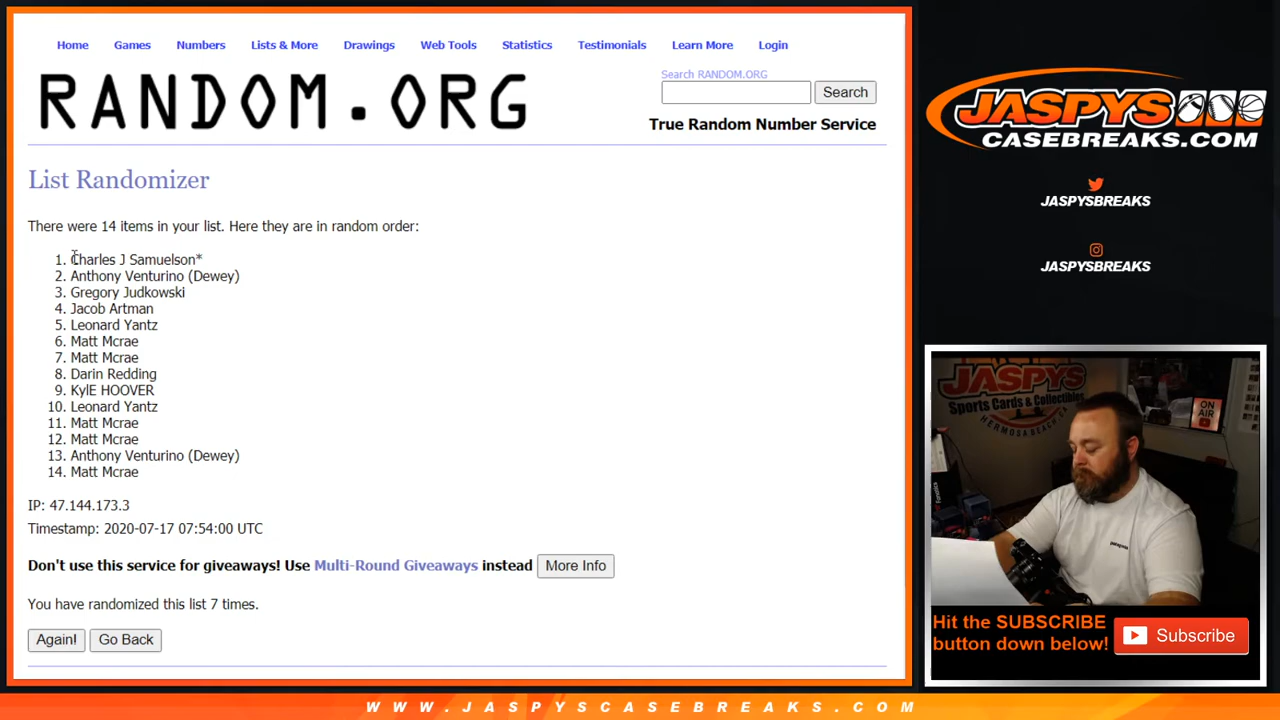 Home Games Numbers Lists & More Drawings Web Tools Statistics Testimonials Learn More Login
RANDOM.ORG
Search RANDOM.ORG
Search
True Random Number Service
List Randomizer
There were 14 items in your list. Here they are in random order:
1. Charles J Samuelson*
2. Anthony Venturino (Dewey)
3. Gregory Judkowski
4. Jacob Artman
5. Leonard Yantz
6. Matt Mcrae
7. Matt Mcrae
8. Darin Redding
9. KylE HOOVER
10. Leonard Yantz
11. Matt Mcrae
12. Matt Mcrae
13. Anthony Venturino (Dewey)
14. Matt Mcrae
IP: 47.144.173.3
Timestamp: 2020-07-17 07:54:00 UTC
Don't use this service for giveaways! Use Multi-Round Giveaways instead More Info
You have randomized this list 7 times.
Again! Go Back
JASPYS
CASEBREAKS.COM
JASPYSBREAKS
JASPYSBREAKS
JASPYS
Sports Cards & Collectibles
HERMOSA BEACH, CA
ON
AIR
Fanatics
patagonia
Hit the SUBSCRIBE
button down below!
Subscribe
WWW.JASPYSCASEBREAKS.COM